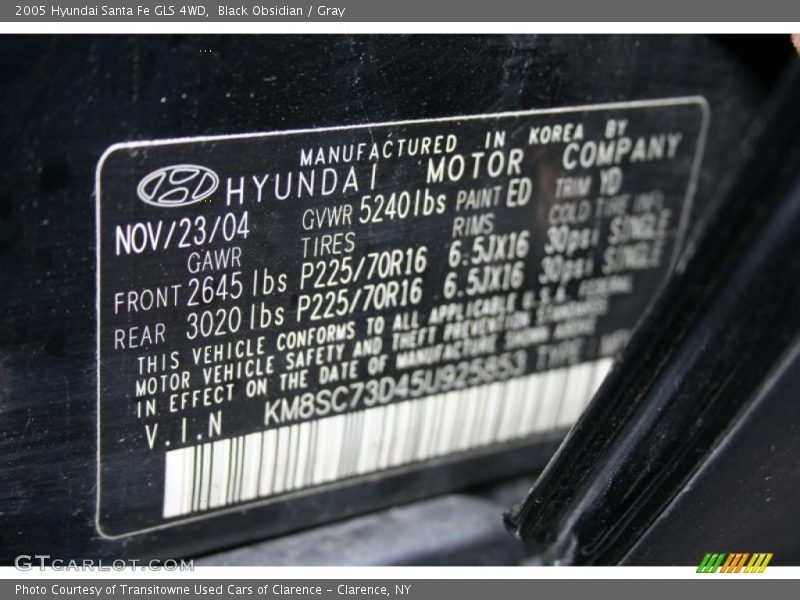 2005 Hyundai Santa Fe GLS 4WD, Black Obsidian / Gray
MANUFACTURED IN KOREA BY
HYUNDAI MOTOR COMPANY
NOV/23/04 GVWR 5240lbs PAINT ED TRIM YD
GAWR TIRES RIMS COLD TIRE INFL
FRONT 2645 lbs P225/70R16 6.5JX16 30psi SINGLE
REAR 3020 lbs P225/70R16 6.5JX16 30psi SINGLE
THIS VEHICLE CONFORMS TO ALL APPLICABLE U.S.A. FEDERAL
MOTOR VEHICLE SAFETY AND THEFT PREVENTION STANDARDS
IN EFFECT ON THE DATE OF MANUFACTURE SHOWN ABOVE
V.I.N KM8SC73D45U925853 TYPE
GTCARLOT.COM
Photo Courtesy of Transitowne Used Cars of Clarence - Clarence, NY